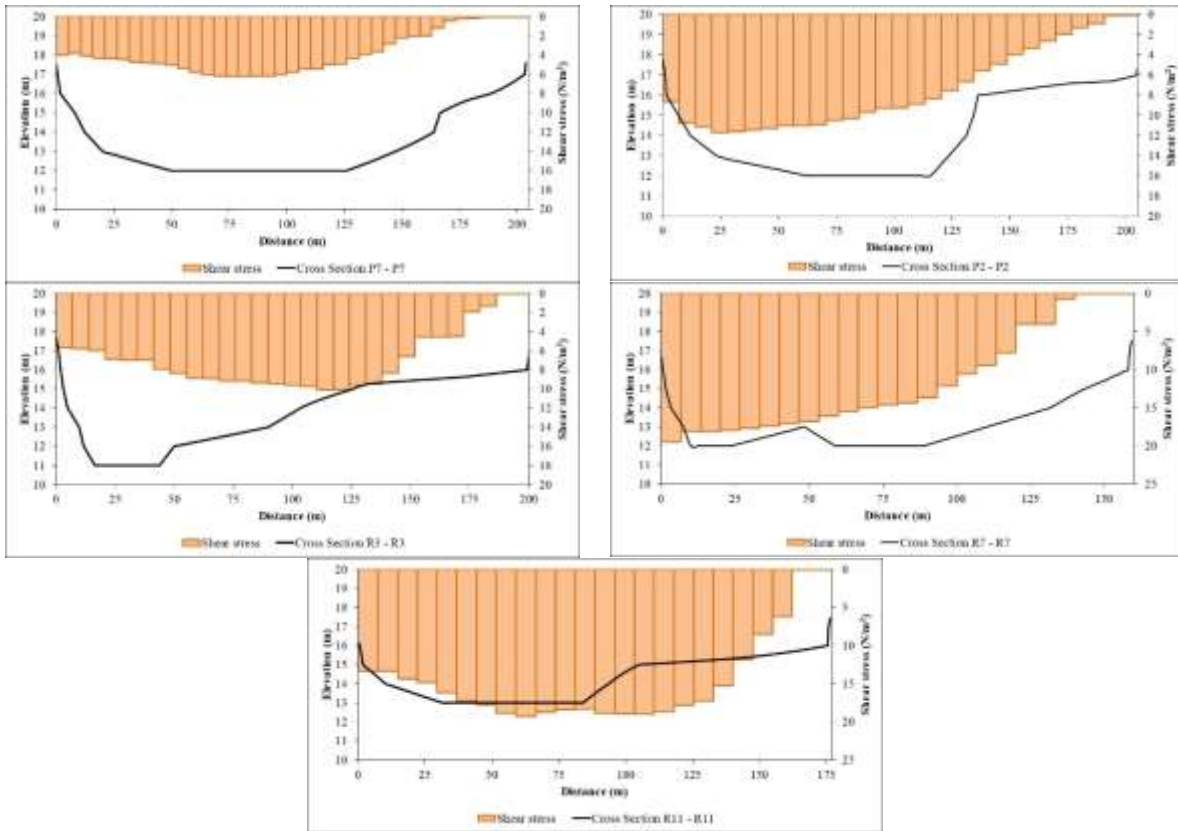 20 0
19 2
18 4
17 6
16 8
15 10
14 12
13 14
12 16
11 18
10 20
Elevation (m)
Shear stress (N/m²)
0 25 50 75 100 125 150 175 200
Distance (m)
Shear stress Cross Section P7 - P7
20 0
19 2
18 4
17 6
16 8
15 10
14 12
13 14
12 16
11 18
10 20
Elevation (m)
Shear stress (N/m²)
0 25 50 75 100 125 150 175 200
Distance (m)
Shear stress Cross Section P2 - P2
20 0
19 2
18 4
17 6
16 8
15 10
14 12
13 14
12 16
11 18
10 20
Elevation (m)
Shear stress (N/m²)
0 25 50 75 100 125 150 175 200
Distance (m)
Shear stress Cross Section R3 - R3
20 0
19
18 5
17
16 10
15
14 15
13
12 20
11
10 25
Elevation (m)
Shear stress (N/m²)
0 25 50 75 100 125 150
Distance (m)
Shear stress Cross Section R7 - R7
20 0
19
18 5
17
16 10
15
14 15
13
12 20
11
10 25
Elevation (m)
Shear stress (N/m²)
0 25 50 75 100 125 150 175
Distance (m)
Shear stress Cross Section R11 - R11